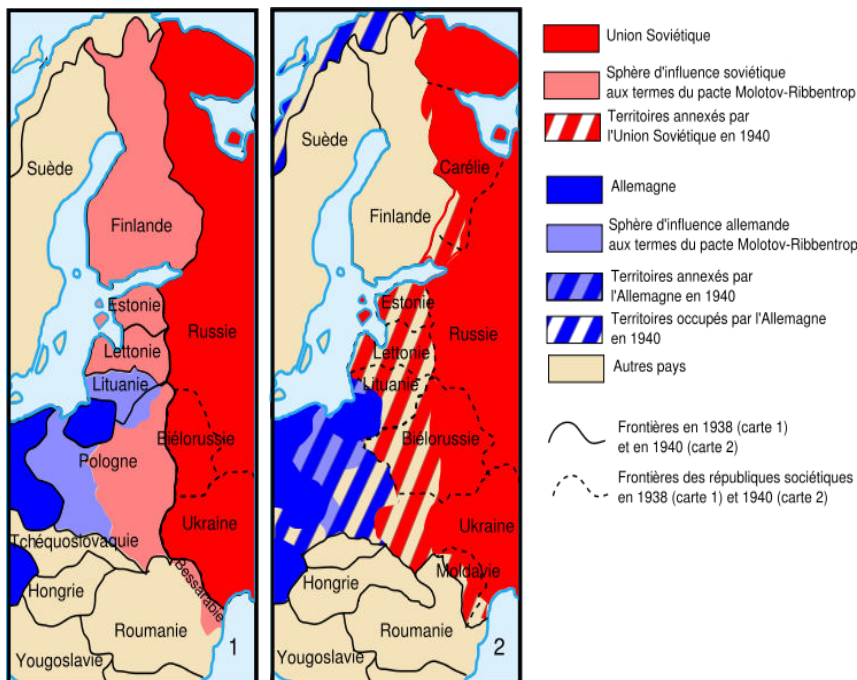 Suède
Finlande
Estonie
Lettonie
Lituanie
Russie
Biélorussie
Pologne
Ukraine
Tchéquoslovaquie
Bessarabie
Hongrie
Roumanie
Yougoslavie
1
Suède
Carélie
Finlande
Estonie
Lettonie
Lituanie
Russie
Biélorussie
Ukraine
Moldavie
Hongrie
Roumanie
Yougoslavie
2
Union Soviétique
Sphère d'influence soviétique
aux termes du pacte Molotov-Ribbentrop
Territoires annexés par
l'Union Soviétique en 1940
Allemagne
Sphère d'influence allemande
aux termes du pacte Molotov-Ribbentrop
Territoires annexés par
l'Allemagne en 1940
Territoires occupés par l'Allemagne
en 1940
Autres pays
Frontières en 1938 (carte 1)
et en 1940 (carte 2)
Frontières des républiques sociétiques
en 1938 (carte 1) et 1940 (carte 2)